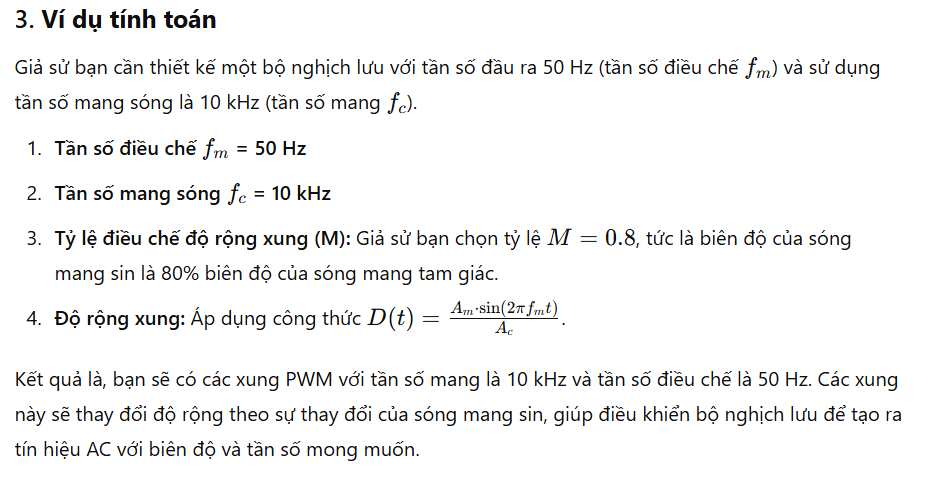 3. Ví dụ tính toán
Giả sử bạn cần thiết kế một bộ nghịch lưu với tần số đầu ra 50 Hz (tần số điều chế $f_m$) và sử dụng
tần số mang sóng là 10 kHz (tần số mang $f_c$).
1. Tần số điều chế $f_m$ = 50 Hz
2. Tần số mang sóng $f_c$ = 10 kHz
3. Tỷ lệ điều chế độ rộng xung (M): Giả sử bạn chọn tỷ lệ $M = 0.8$, tức là biên độ của sóng
mang sin là 80% biên độ của sóng mang tam giác.
4. Độ rộng xung: Áp dụng công thức $D(t) = \frac{A_m \cdot \sin(2\pi f_m t)}{A_c}$.
Kết quả là, bạn sẽ có các xung PWM với tần số mang là 10 kHz và tần số điều chế là 50 Hz. Các xung
này sẽ thay đổi độ rộng theo sự thay đổi của sóng mang sin, giúp điều khiển bộ nghịch lưu để tạo ra
tín hiệu AC với biên độ và tần số mong muốn.